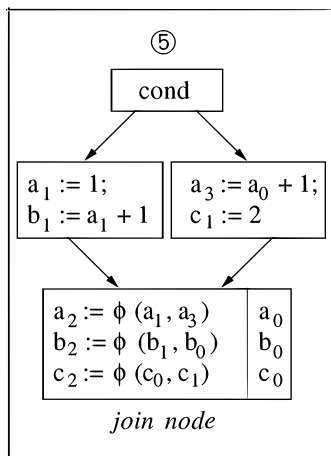 ⑤
cond
a₁ := 1;
b₁ := a₁ + 1
a₃ := a₀ + 1;
c₁ := 2
a₂ := ϕ (a₁, a₃) a₀
b₂ := ϕ (b₁, b₀) b₀
c₂ := ϕ (c₀, c₁) c₀
join node